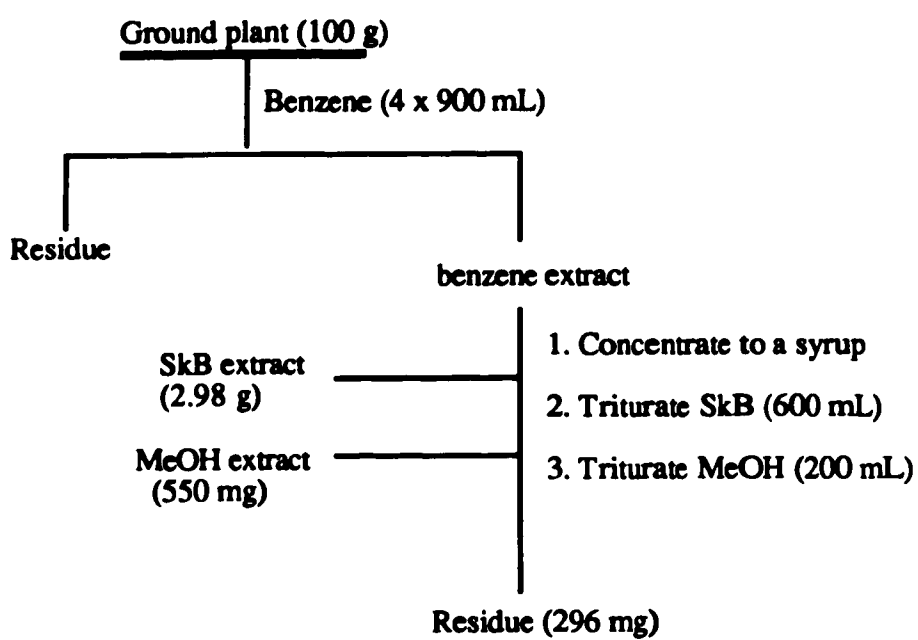 Ground plant (100 g)
Benzene (4 x 900 mL)
Residue
benzene extract
1. Concentrate to a syrup
SkB extract
(2.98 g)
2. Triturate SkB (600 mL)
MeOH extract
(550 mg)
3. Triturate MeOH (200 mL)
Residue (296 mg)